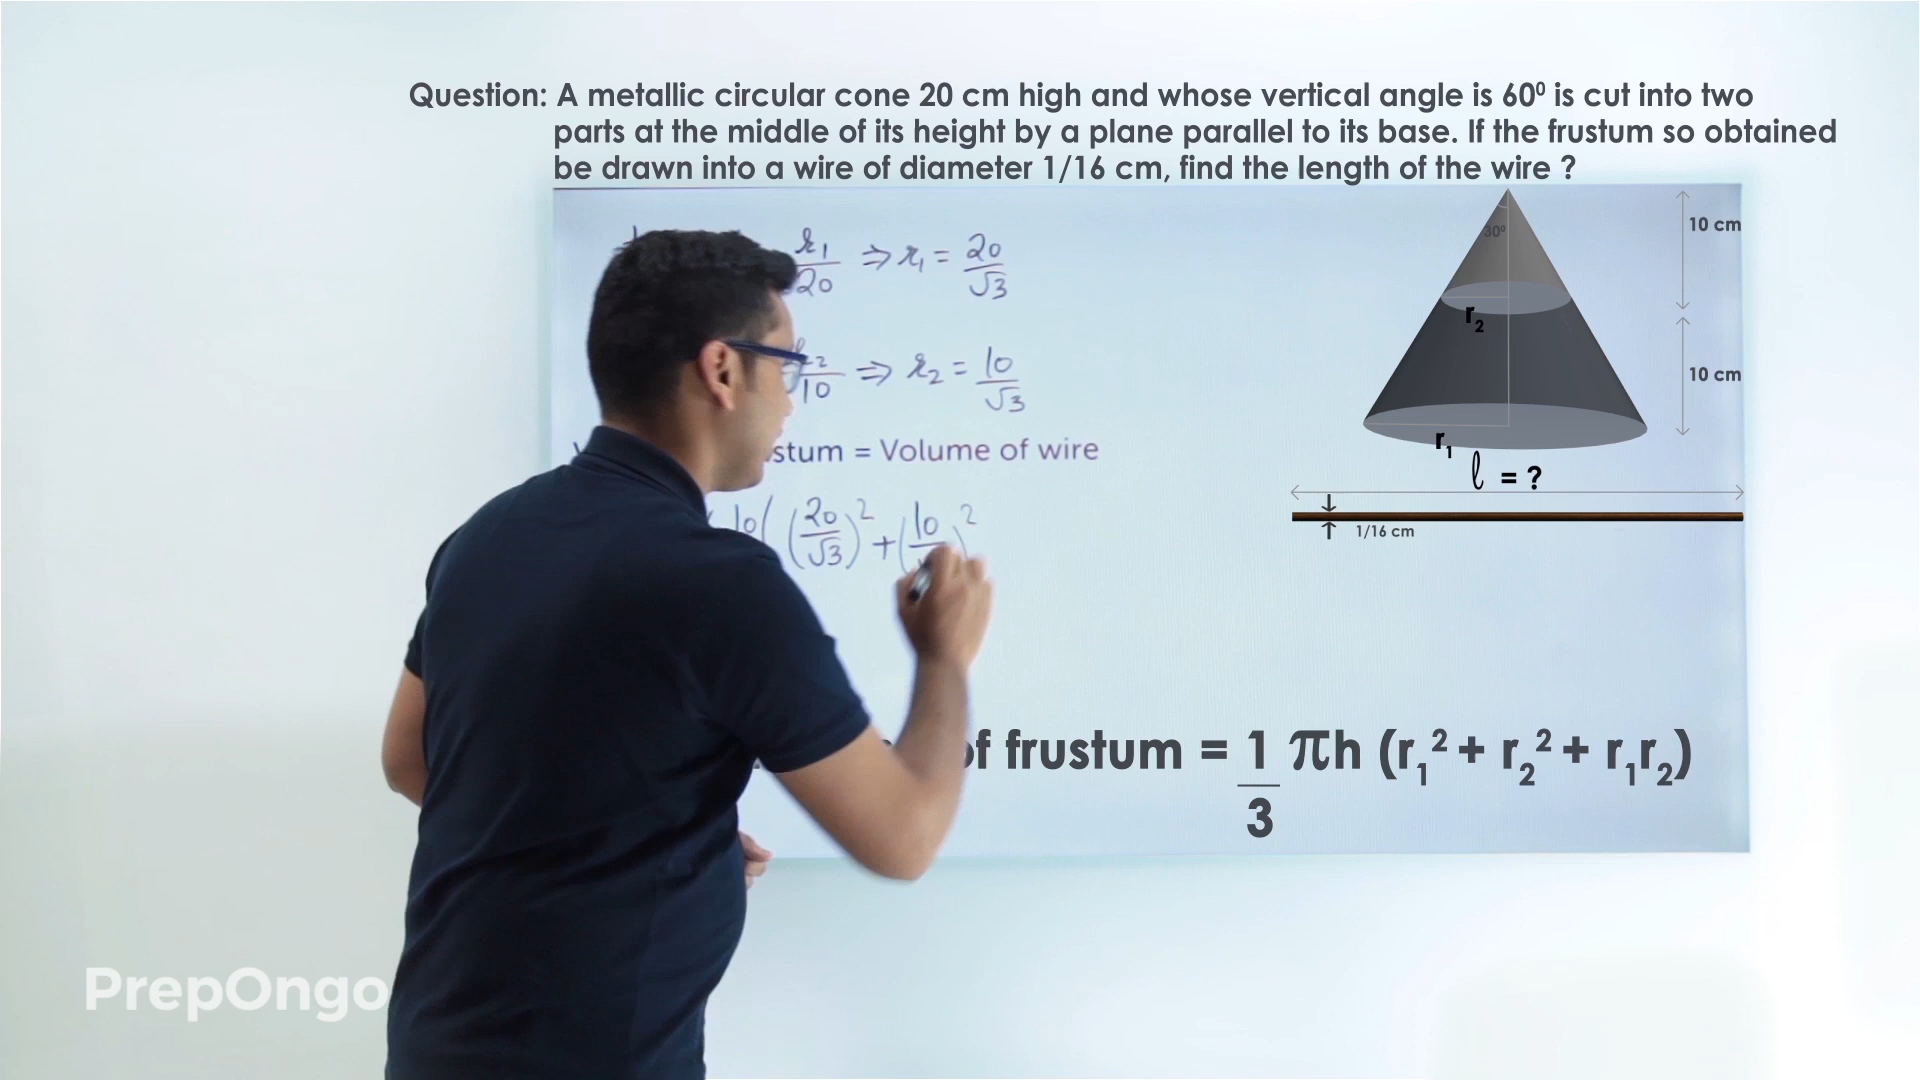 Question: A metallic circular cone 20 cm high and whose vertical angle is 60⁰ is cut into two
parts at the middle of its height by a plane parallel to its base. If the frustum so obtained
be drawn into a wire of diameter 1/16 cm, find the length of the wire ?
r₁/20 ⇒ r₁ = 20/√3
10 cm
30⁰
r₂
r₂/10 ⇒ r₂ = 10/√3
10 cm
r₁
stum = Volume of wire
ℓ = ?
10((20/√3)² + (10/ )²
1/16 cm
of frustum = 1/3 πh (r₁² + r₂² + r₁r₂)
PrepOngo